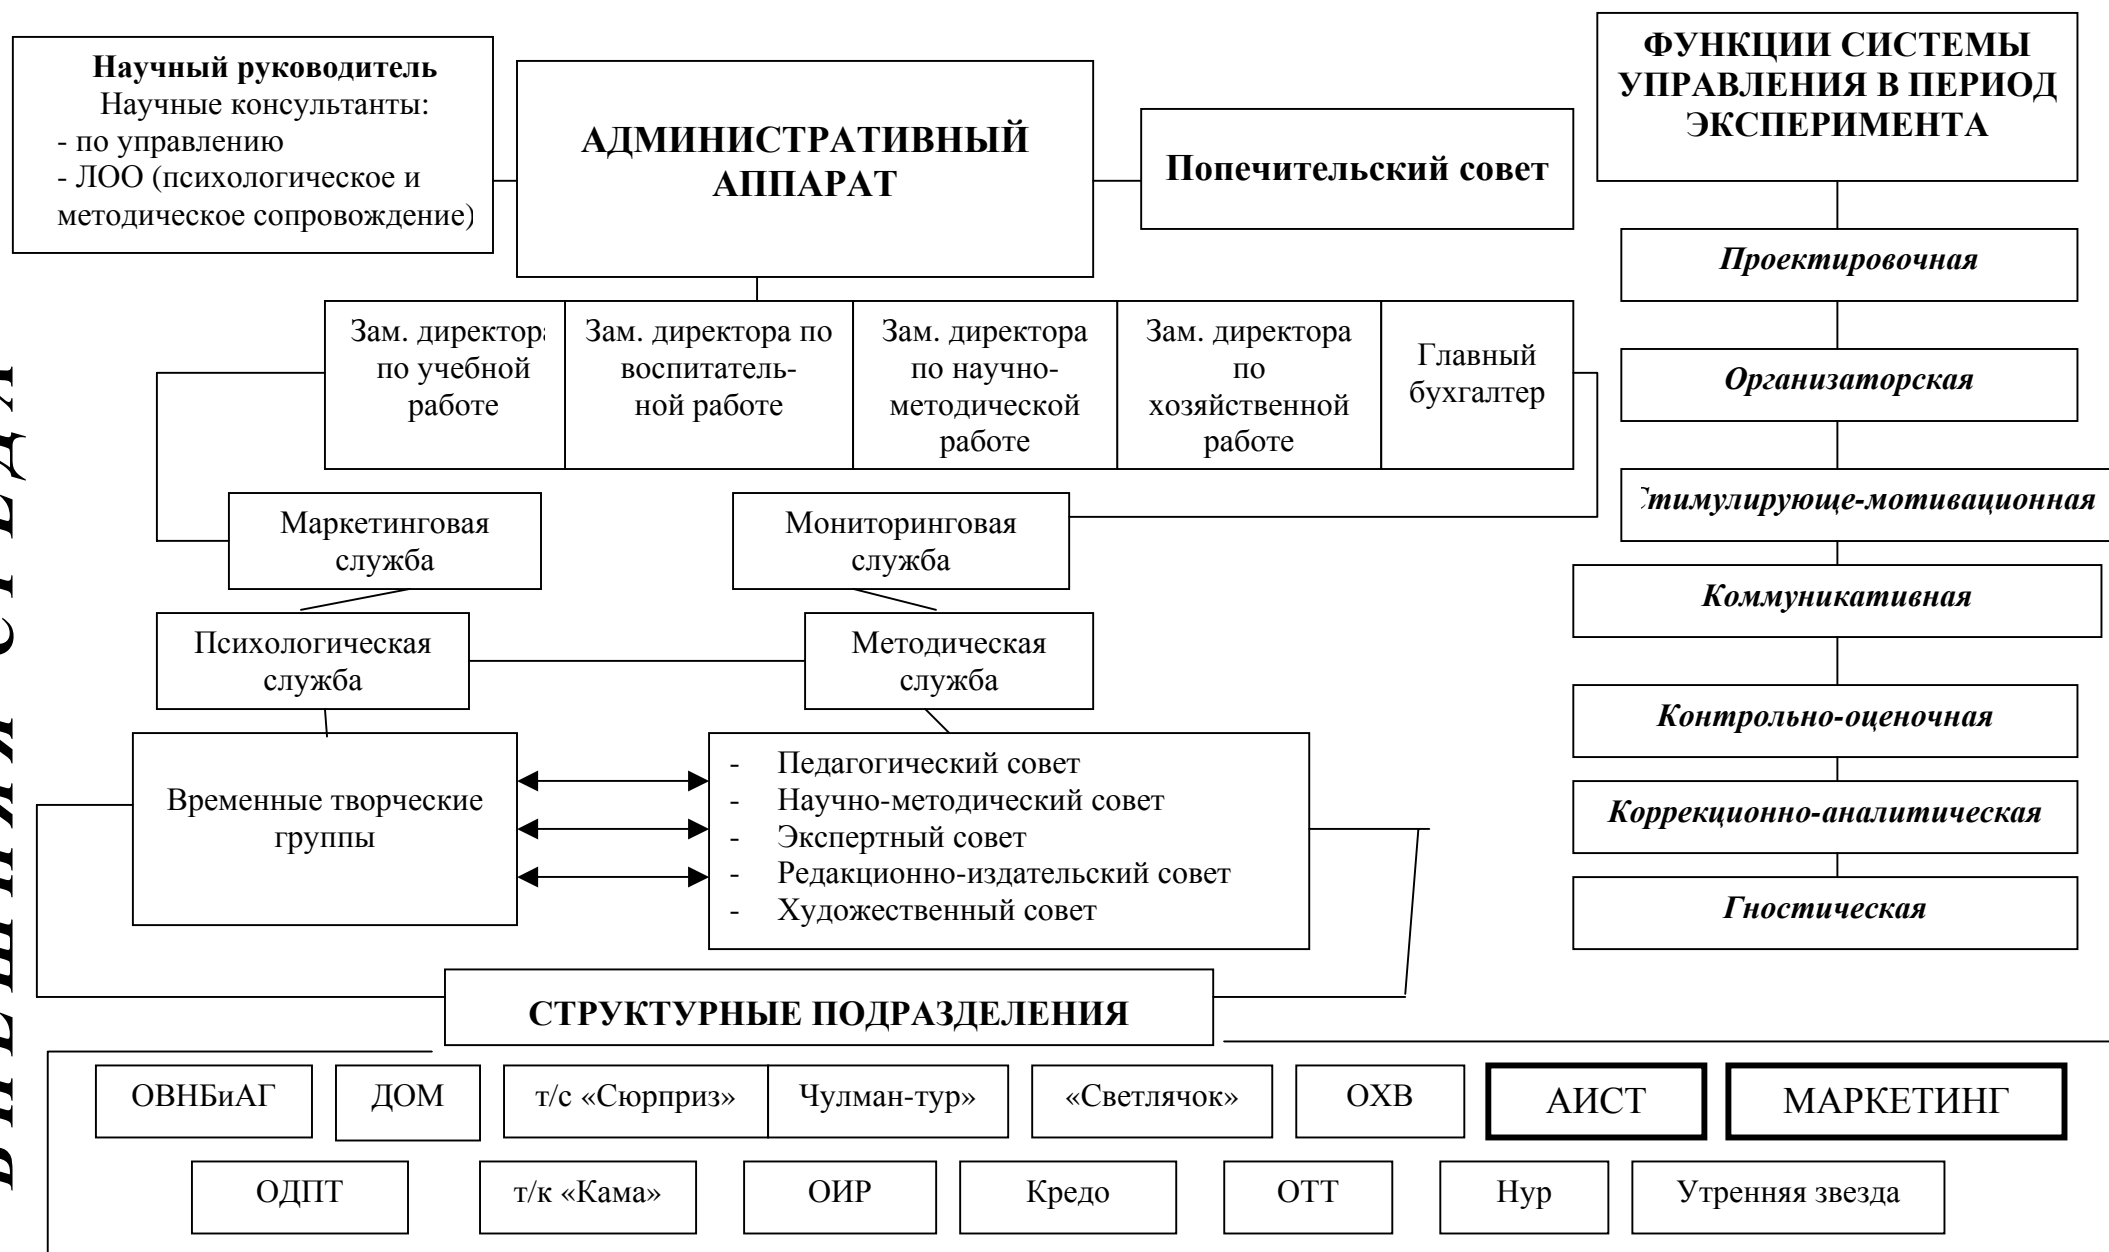 Научный руководитель
Научные консультанты:
- по управлению
- ЛОО (психологическое и
методическое сопровождение)
АДМИНИСТРАТИВНЫЙ
АППАРАТ
Попечительский совет
ФУНКЦИИ СИСТЕМЫ
УПРАВЛЕНИЯ В ПЕРИОД
ЭКСПЕРИМЕНТА
Проектировочная
Организаторская
Стимулирующе-мотивационная
Коммуникативная
Контрольно-оценочная
Коррекционно-аналитическая
Гностическая
Зам. директора
по учебной
работе
Зам. директора по
воспитатель-
ной работе
Зам. директора
по научно-
методической
работе
Зам. директора
по
хозяйственной
работе
Главный
бухгалтер
Маркетинговая
служба
Мониторинговая
служба
Психологическая
служба
Методическая
служба
Временные творческие
группы
- Педагогический совет
- Научно-методический совет
- Экспертный совет
- Редакционно-издательский совет
- Художественный совет
СТРУКТУРНЫЕ ПОДРАЗДЕЛЕНИЯ
ОВНБиАГ
ДОМ
т/с «Сюрприз»
Чулман-тур»
«Светлячок»
ОХВ
АИСТ
МАРКЕТИНГ
ОДПТ
т/к «Кама»
ОИР
Кредо
ОТТ
Нур
Утренняя звезда
ВНЕШНЯЯ СРЕДА